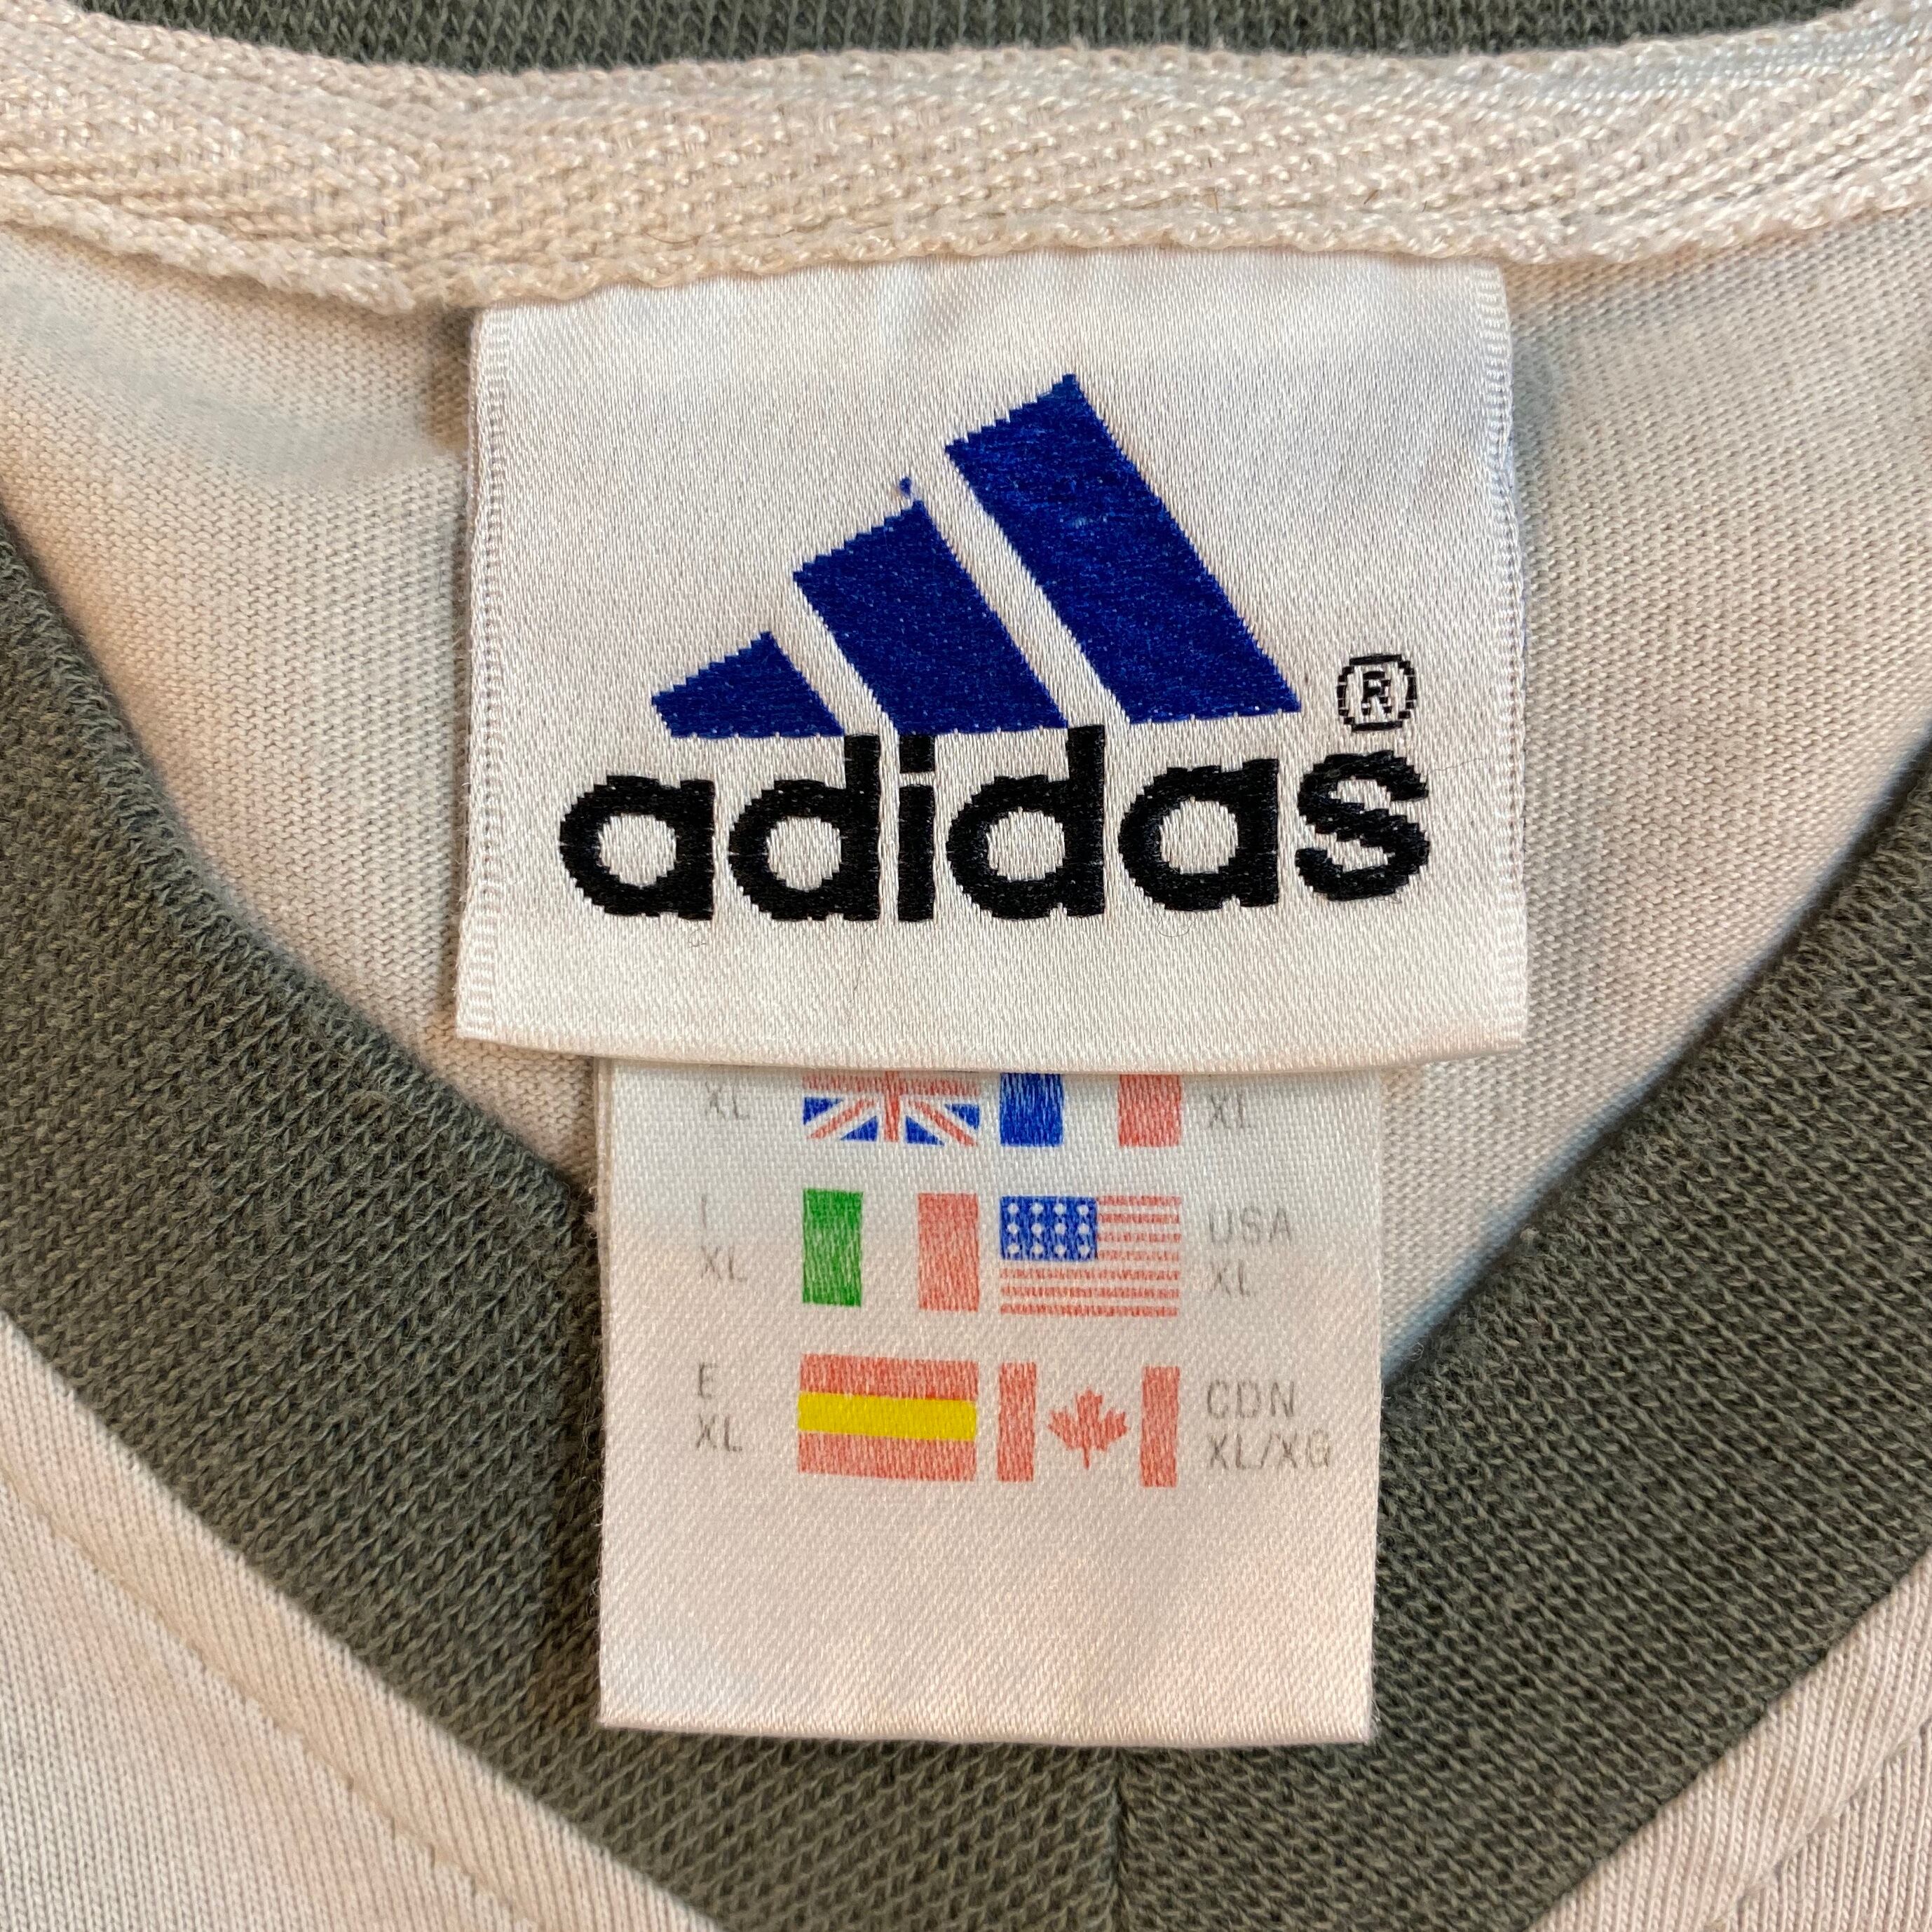 ®
adidas
XL XL
I USA
XL XL
E CDN
XL XL/XG